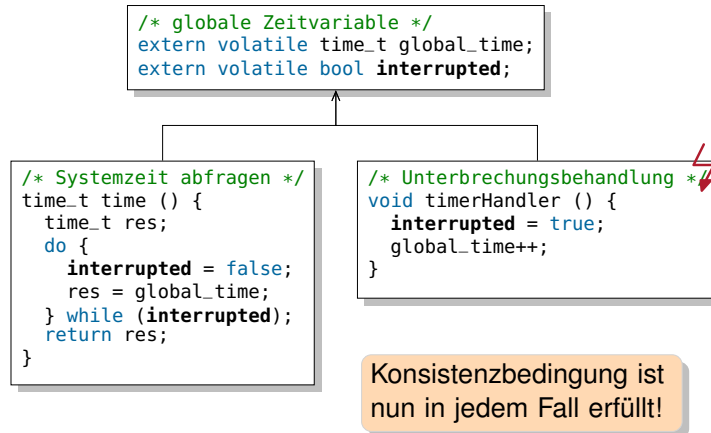 /* globale Zeitvariable */
extern volatile time_t global_time;
extern volatile bool interrupted;
/* Systemzeit abfragen */
time_t time () {
  time_t res;
  do {
    interrupted = false;
    res = global_time;
  } while (interrupted);
  return res;
}
/* Unterbrechungsbehandlung */
void timerHandler () {
  interrupted = true;
  global_time++;
}
Konsistenzbedingung ist
nun in jedem Fall erfüllt!